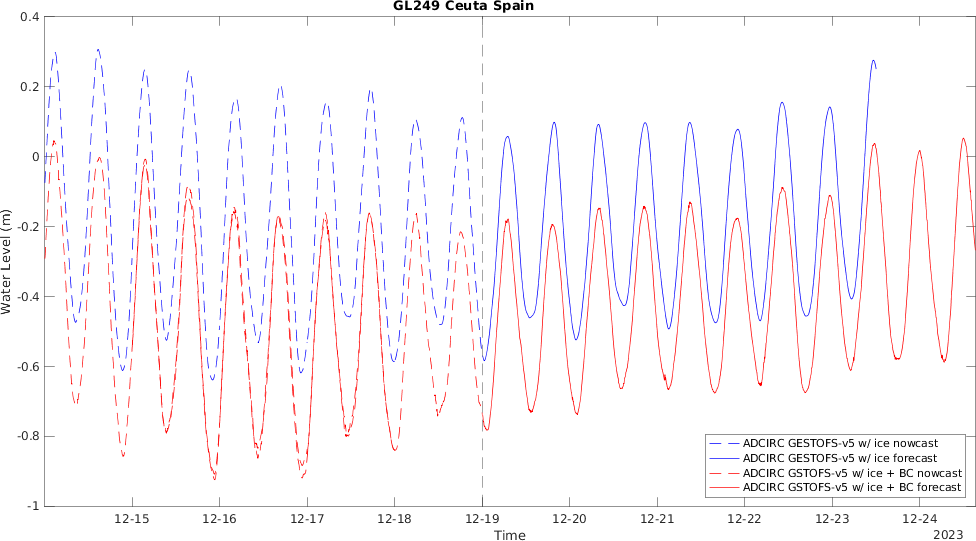 GL249 Ceuta Spain
0.4
0.2
0
-0.2
-0.4
-0.6
-0.8
-1
Water Level (m)
ADCIRC GESTOFS-v5 w/ ice nowcast
ADCIRC GESTOFS-v5 w/ ice forecast
ADCIRC GSTOFS-v5 w/ ice + BC nowcast
ADCIRC GSTOFS-v5 w/ ice + BC forecast
12-15 12-16 12-17 12-18 12-19 12-20 12-21 12-22 12-23 12-24
Time
2023